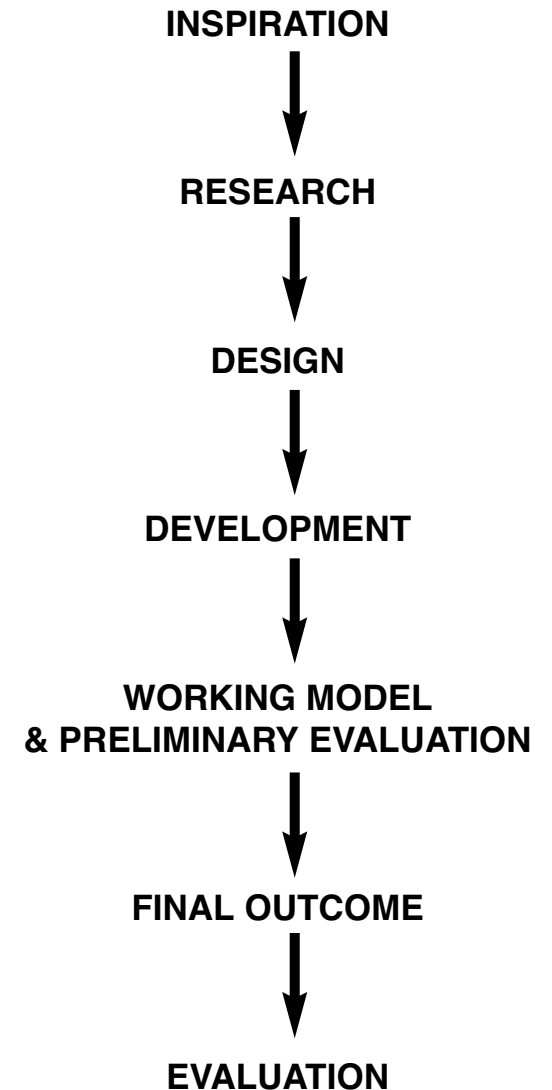 INSPIRATION
RESEARCH
DESIGN
DEVELOPMENT
WORKING MODEL
& PRELIMINARY EVALUATION
FINAL OUTCOME
EVALUATION